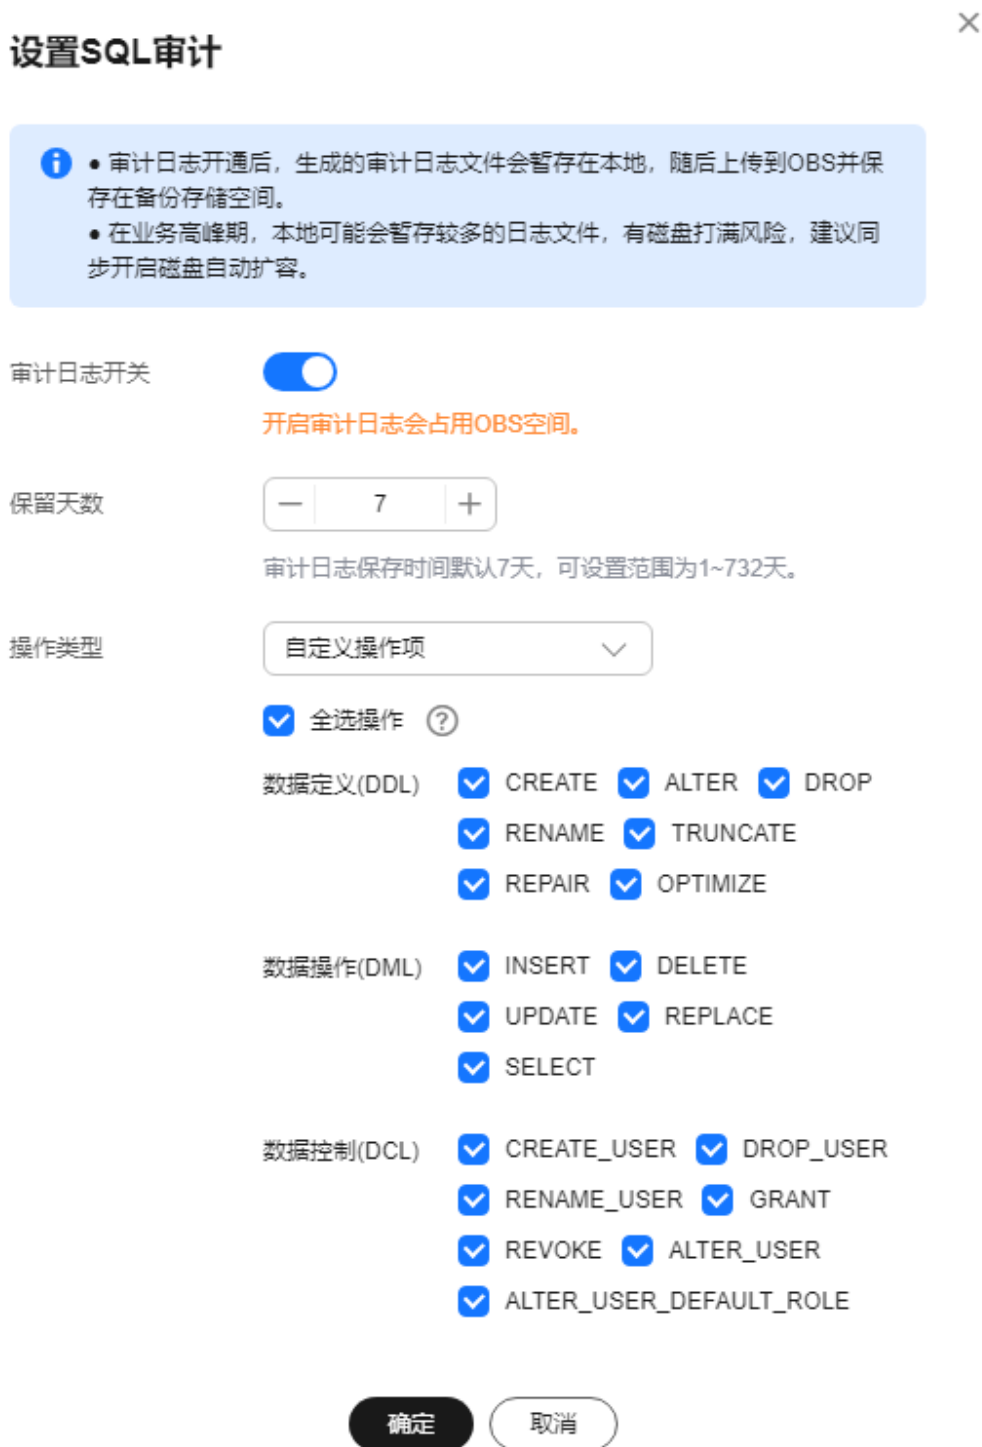 设置SQL审计
● 审计日志开通后，生成的审计日志文件会暂存在本地，随后上传到OBS并保
存在备份存储空间。
● 在业务高峰期，本地可能会暂存较多的日志文件，有磁盘打满风险，建议同
步开启磁盘自动扩容。
审计日志开关
开启审计日志会占用OBS空间。
保留天数 — 7 +
审计日志保存时间默认7天，可设置范围为1~732天。
操作类型 自定义操作项
全选操作 ?
数据定义(DDL) CREATE ALTER DROP
RENAME TRUNCATE
REPAIR OPTIMIZE
数据操作(DML) INSERT DELETE
UPDATE REPLACE
SELECT
数据控制(DCL) CREATE_USER DROP_USER
RENAME_USER GRANT
REVOKE ALTER_USER
ALTER_USER_DEFAULT_ROLE
确定 取消